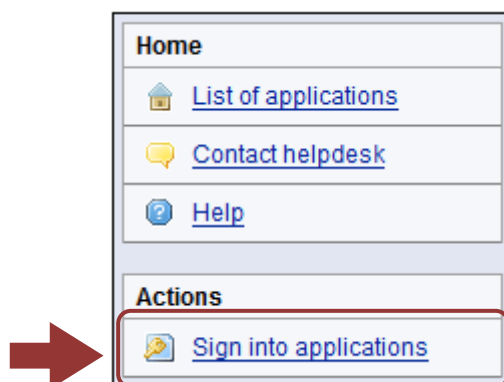 Home
List of applications
Contact helpdesk
Help
Actions
Sign into applications